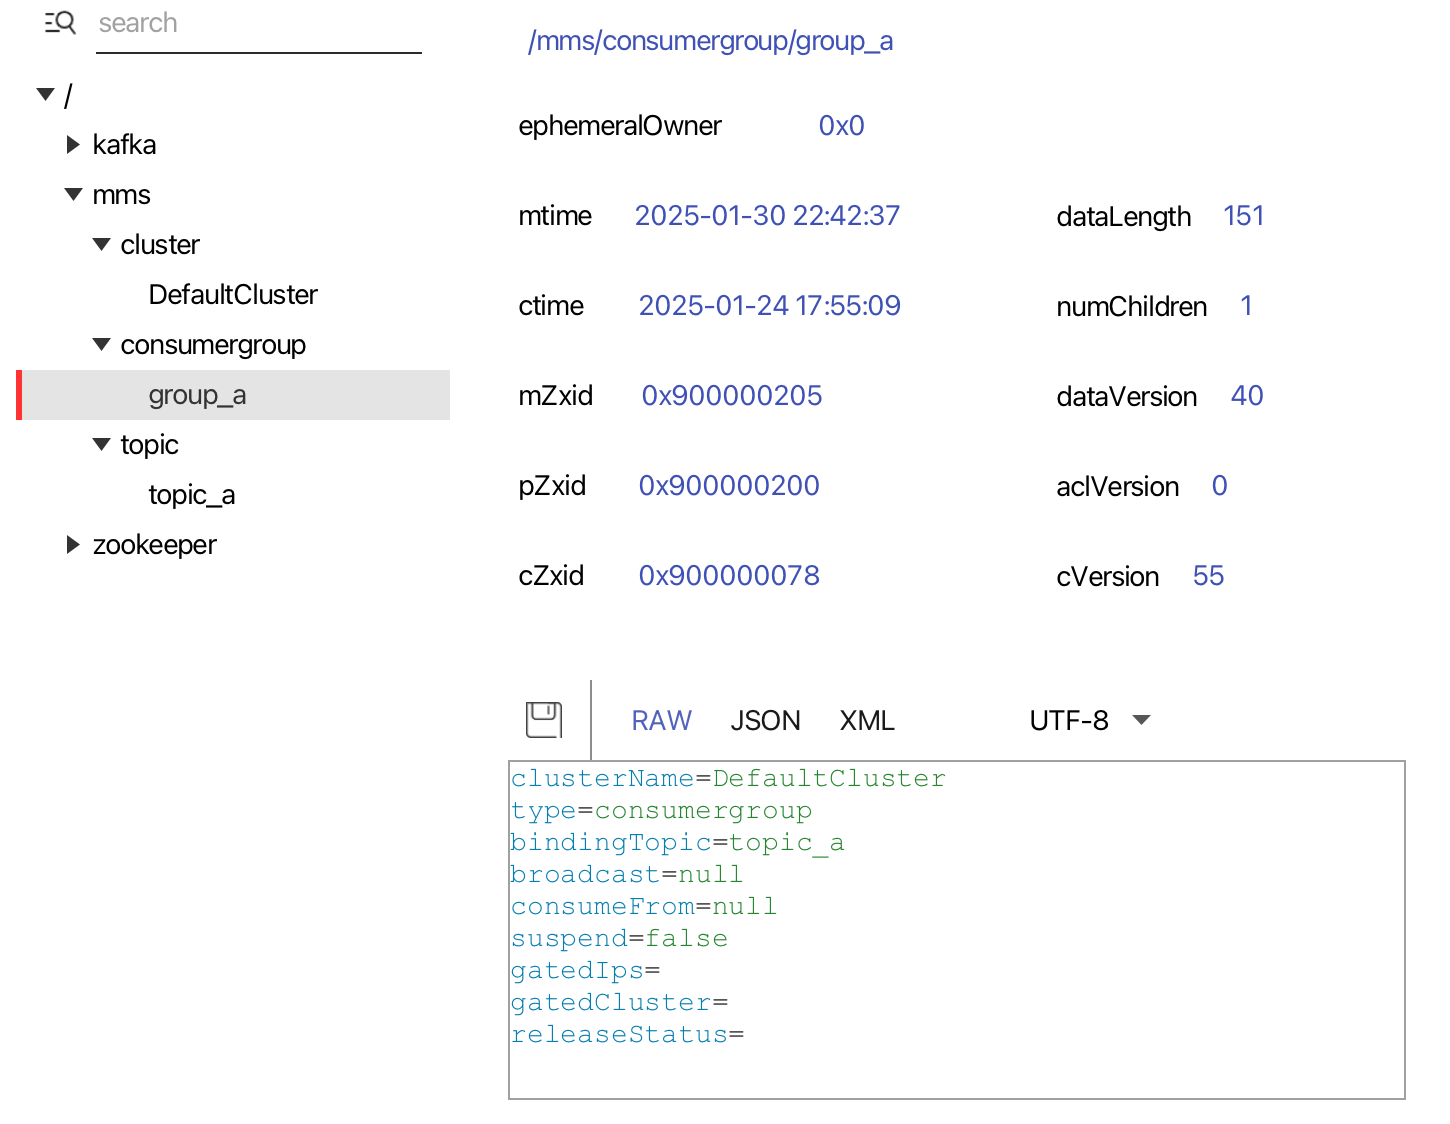 search
/
kafka
mms
cluster
DefaultCluster
consumergroup
group_a
topic
topic_a
zookeeper
/mms/consumergroup/group_a
ephemeralOwner 0x0
mtime 2025-01-30 22:42:37 dataLength 151
ctime 2025-01-24 17:55:09 numChildren 1
mZxid 0x900000205 dataVersion 40
pZxid 0x900000200 aclVersion 0
cZxid 0x900000078 cVersion 55
RAW JSON XML UTF-8
clusterName=DefaultCluster
type=consumergroup
bindingTopic=topic_a
broadcast=null
consumeFrom=null
suspend=false
gatedIps=
gatedCluster=
releaseStatus=